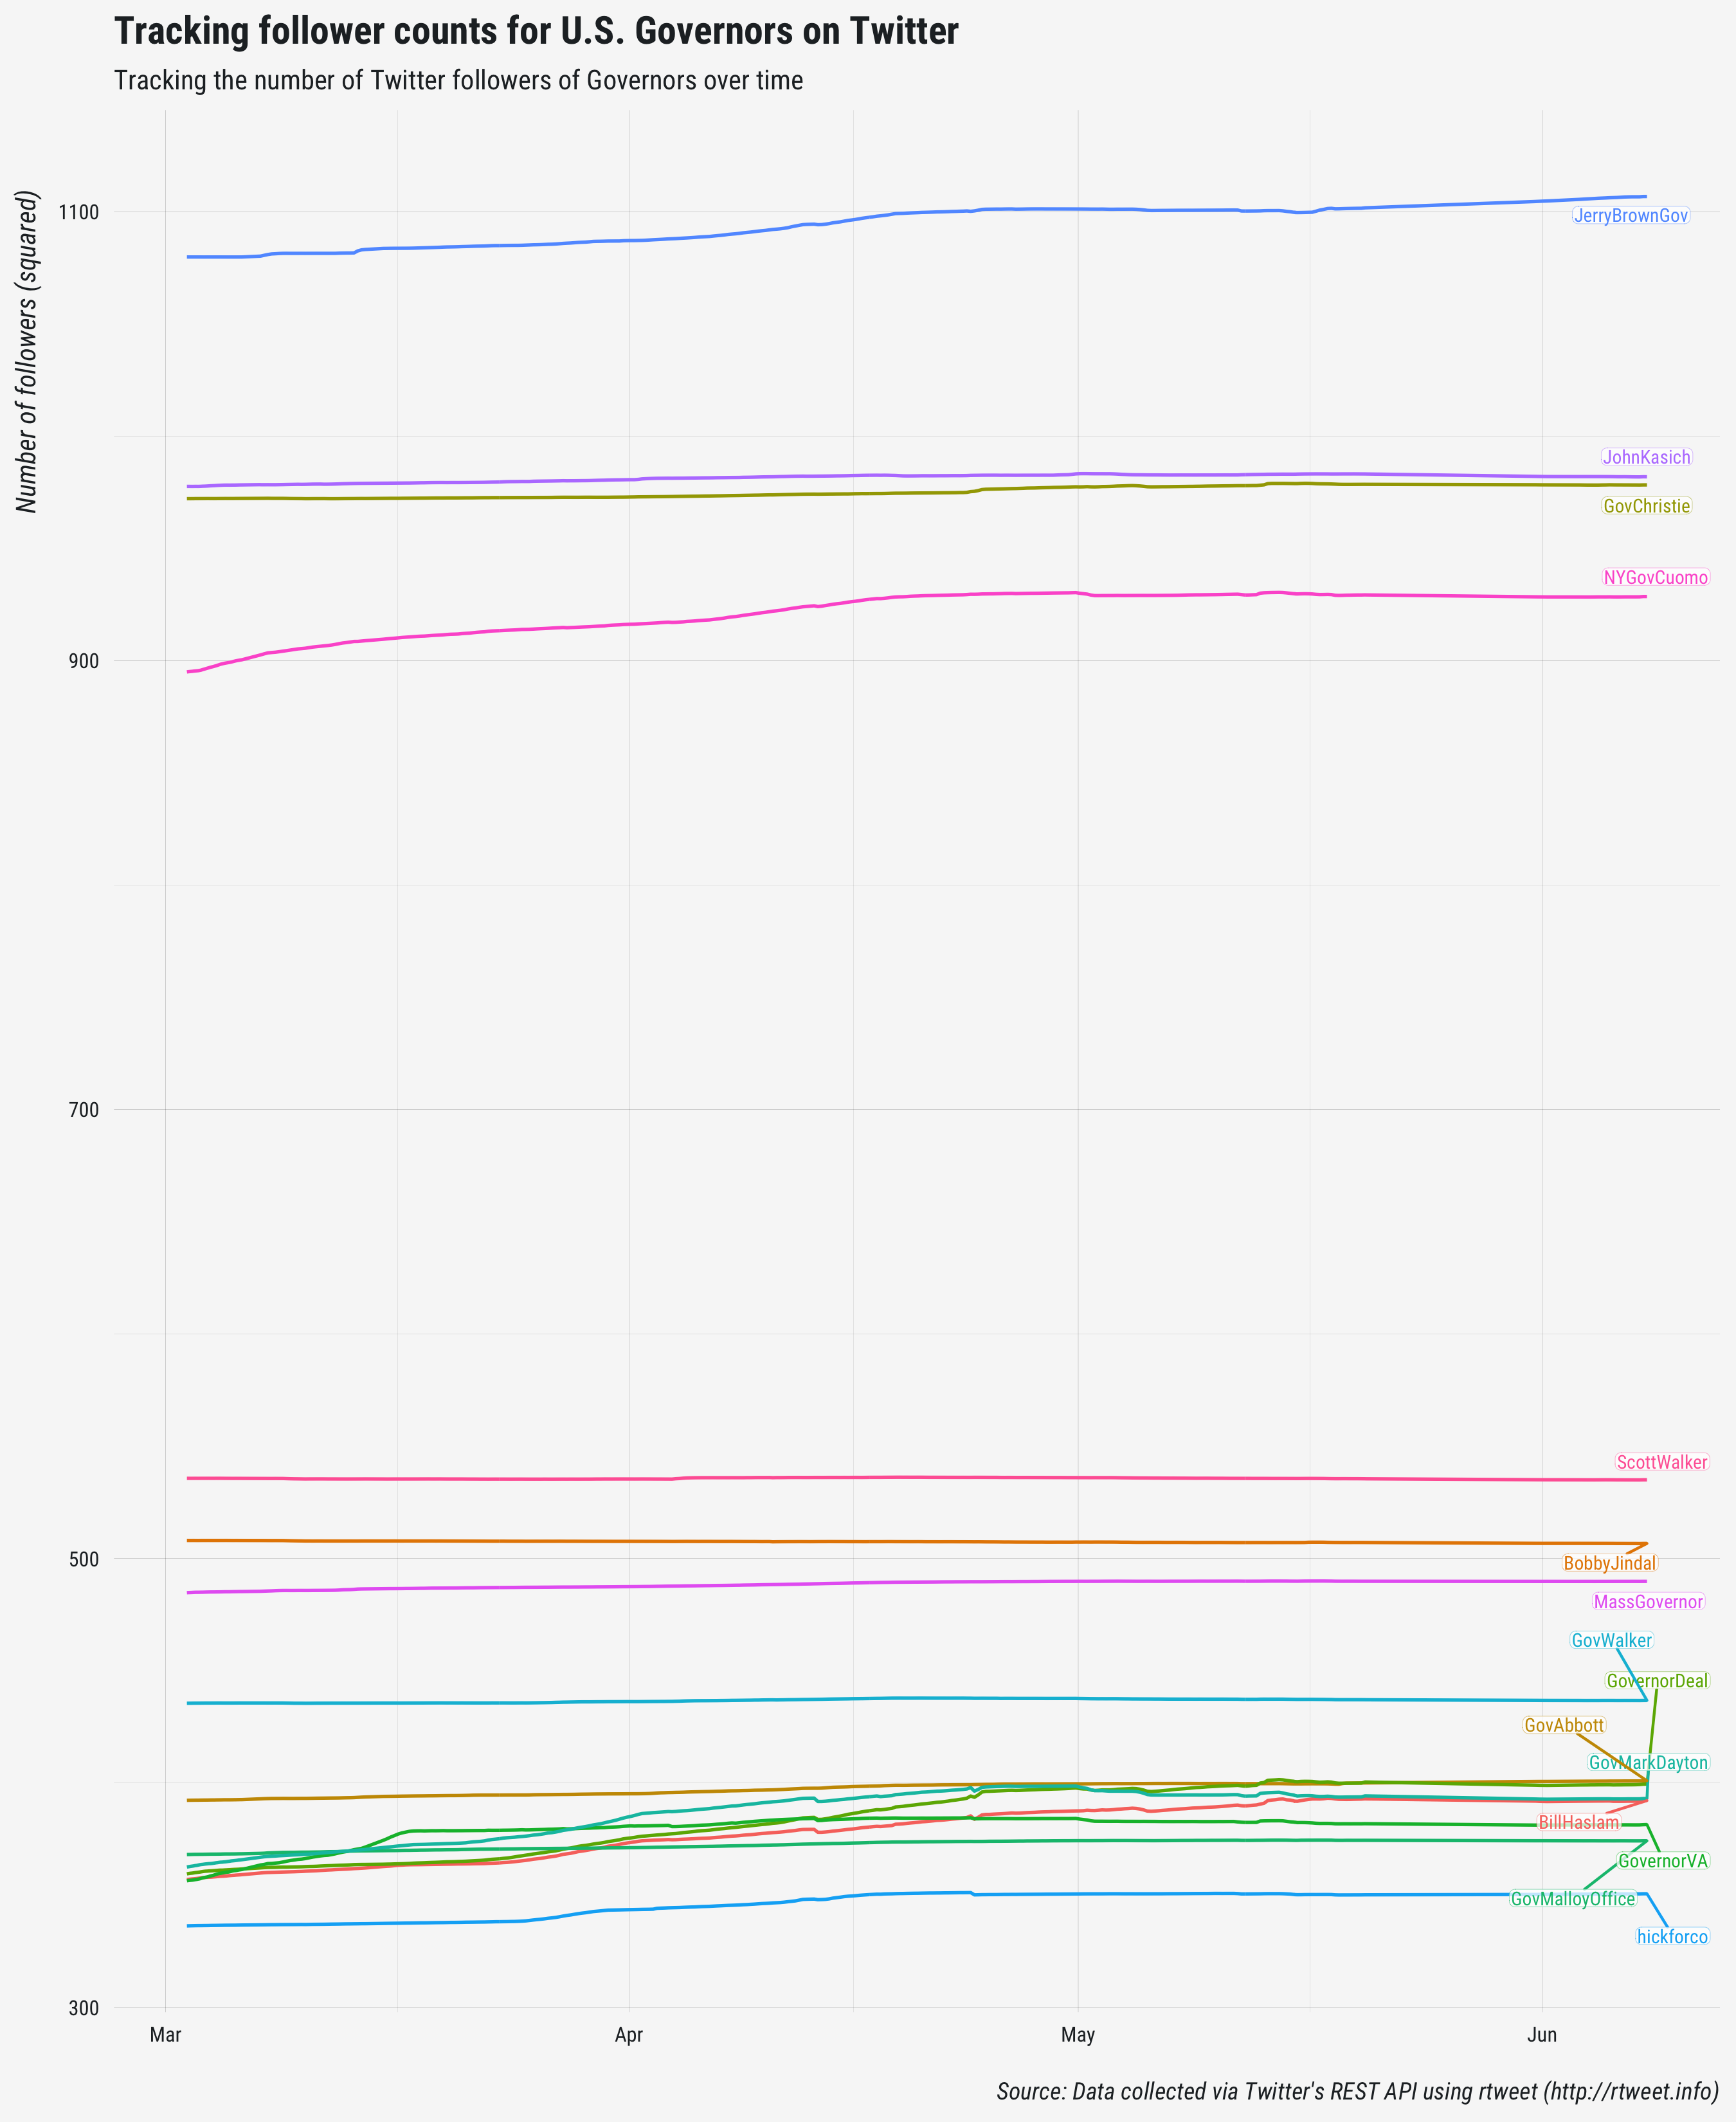 Tracking follower counts for U.S. Governors on Twitter
Tracking the number of Twitter followers of Governors over time
Number of followers (squared)
1100
JerryBrownGov
JohnKasich
GovChristie
NYGovCuomo
900
700
ScottWalker
500
BobbyJindal
MassGovernor
GovWalker
GovernorDeal
GovAbbott
GovMarkDayton
BillHaslam
GovernorVA
GovMalloyOffice
hickforco
300
Mar
Apr
May
Jun
Source: Data collected via Twitter's REST API using rtweet (http://rtweet.info)